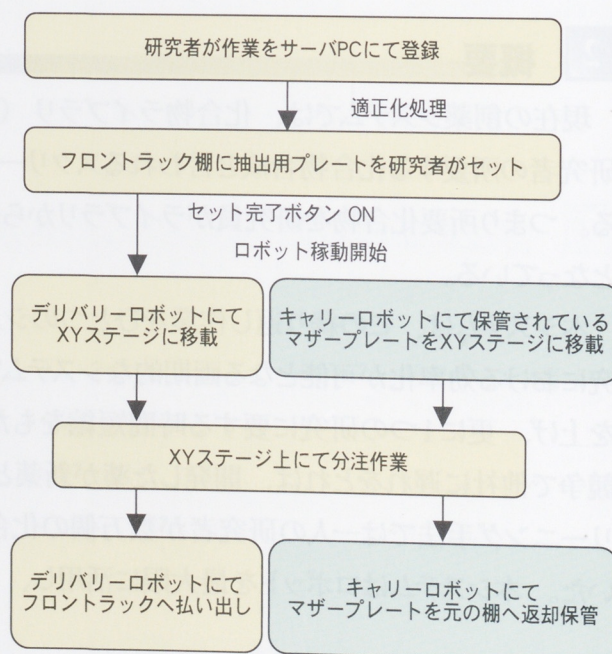 研究者が作業をサーバPCにて登録
適正化処理
フロントラック棚に抽出用プレートを研究者がセット
セット完了ボタン ON
ロボット稼動開始
デリバリーロボットにて
XYステージに移載
キャリーロボットにて保管されている
マザープレートをXYステージに移載
XYステージ上にて分注作業
デリバリーロボットにて
フロントラックへ払い出し
キャリーロボットにて
マザープレートを元の棚へ返却保管